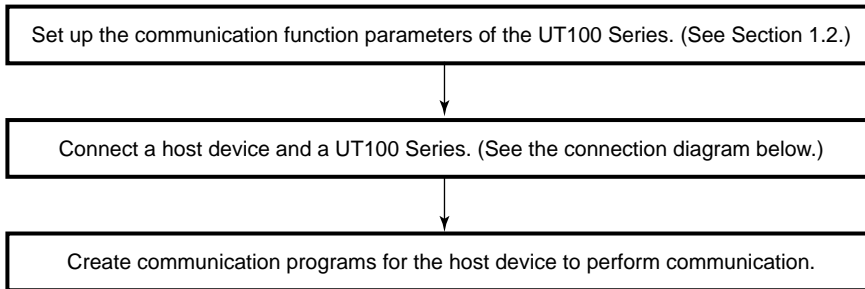 Set up the communication function parameters of the UT100 Series. (See Section 1.2.)
Connect a host device and a UT100 Series. (See the connection diagram below.)
Create communication programs for the host device to perform communication.